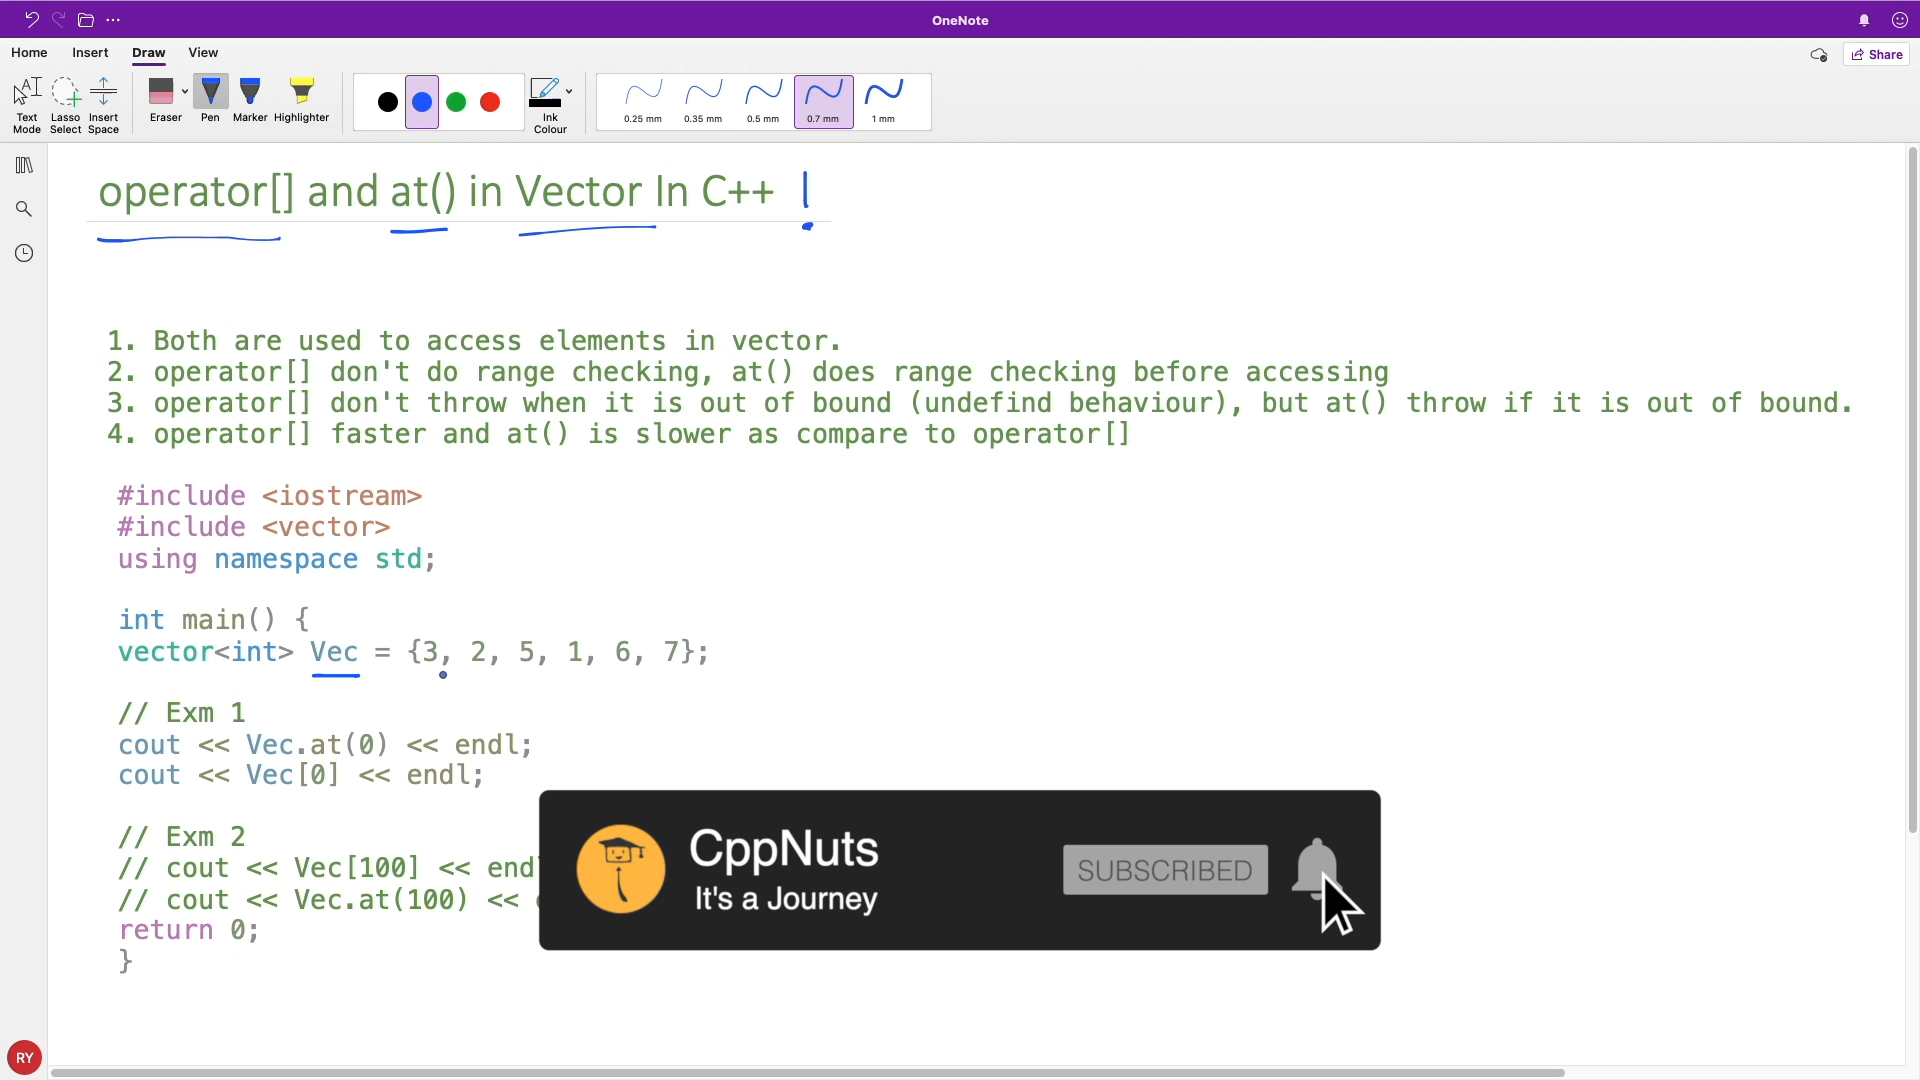 OneNote
Home Insert Draw View
Share
Text Mode
Lasso Select
Insert Space
Eraser
Pen
Marker
Highlighter
Ink Colour
0.25 mm
0.35 mm
0.5 mm
0.7 mm
1 mm
operator[] and at() in Vector In C++ !
1. Both are used to access elements in vector.
2. operator[] don't do range checking, at() does range checking before accessing
3. operator[] don't throw when it is out of bound (undefind behaviour), but at() throw if it is out of bound.
4. operator[] faster and at() is slower as compare to operator[]
#include <iostream>
#include <vector>
using namespace std;
int main() {
vector<int> Vec = {3, 2, 5, 1, 6, 7};
// Exm 1
cout << Vec.at(0) << endl;
cout << Vec[0] << endl;
// Exm 2
// cout << Vec[100] << endl
// cout << Vec.at(100) <<
return 0;
}
CppNuts
It's a Journey
SUBSCRIBED
RY